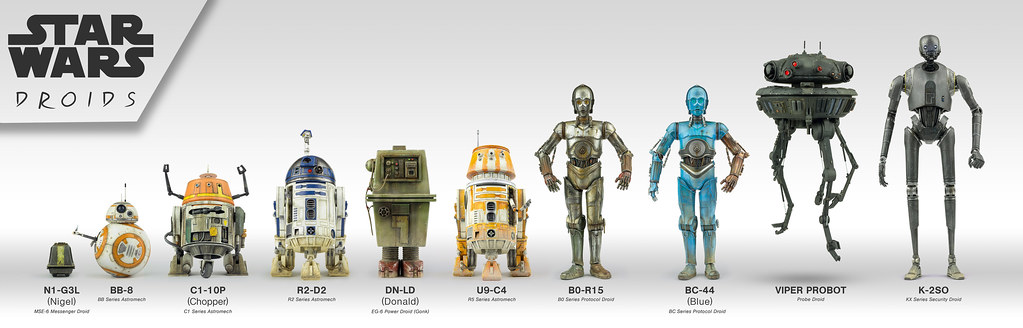 STAR
WARS
DROIDS
N1-G3L
(Nigel)
MSE-6 Messenger Droid
BB-8
BB Series Astromech
C1-10P
(Chopper)
C1 Series Astromech
R2-D2
R2 Series Astromech
DN-LD
(Donald)
EG-6 Power Droid (Gonk)
U9-C4
R5 Series Astromech
B0-R15
B0 Series Protocol Droid
BC-44
(Blue)
BC Series Protocol Droid
VIPER PROBOT
Probe Droid
K-2SO
KX Series Security Droid